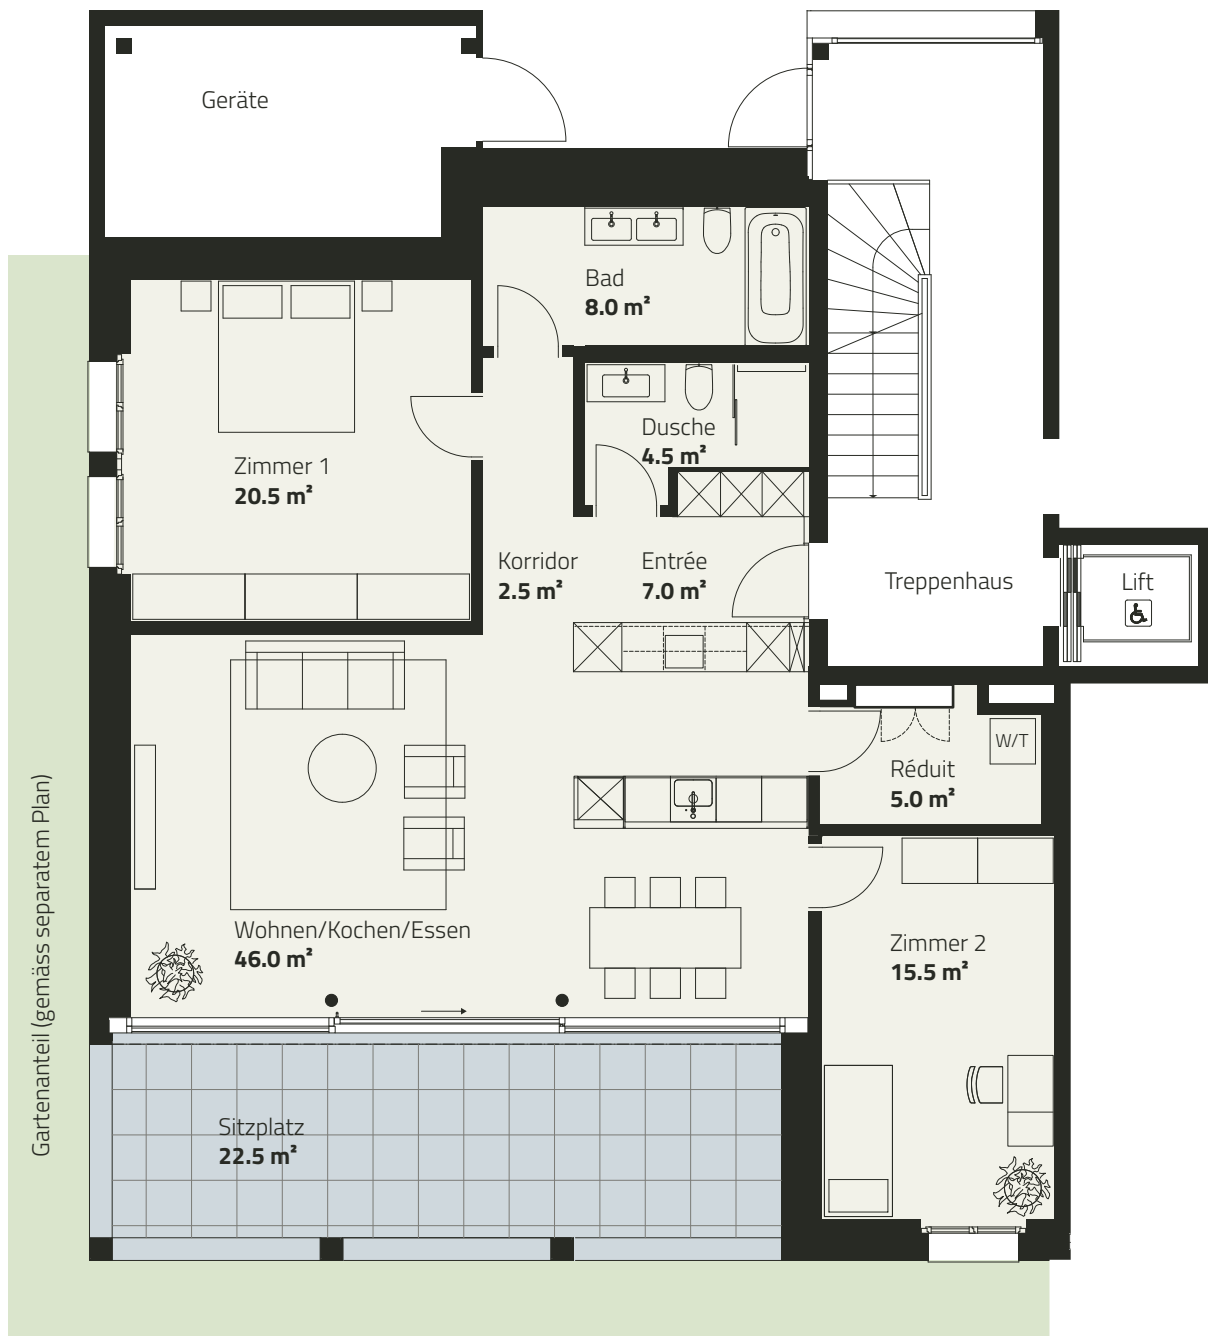 Geräte
Bad
8.0 m²
Dusche
4.5 m²
Zimmer 1
20.5 m²
Korridor
2.5 m²
Entrée
7.0 m²
Treppenhaus
Lift
W/T
Réduit
5.0 m²
Wohnen/Kochen/Essen
46.0 m²
Zimmer 2
15.5 m²
Sitzplatz
22.5 m²
Gartenanteil (gemäss separatem Plan)